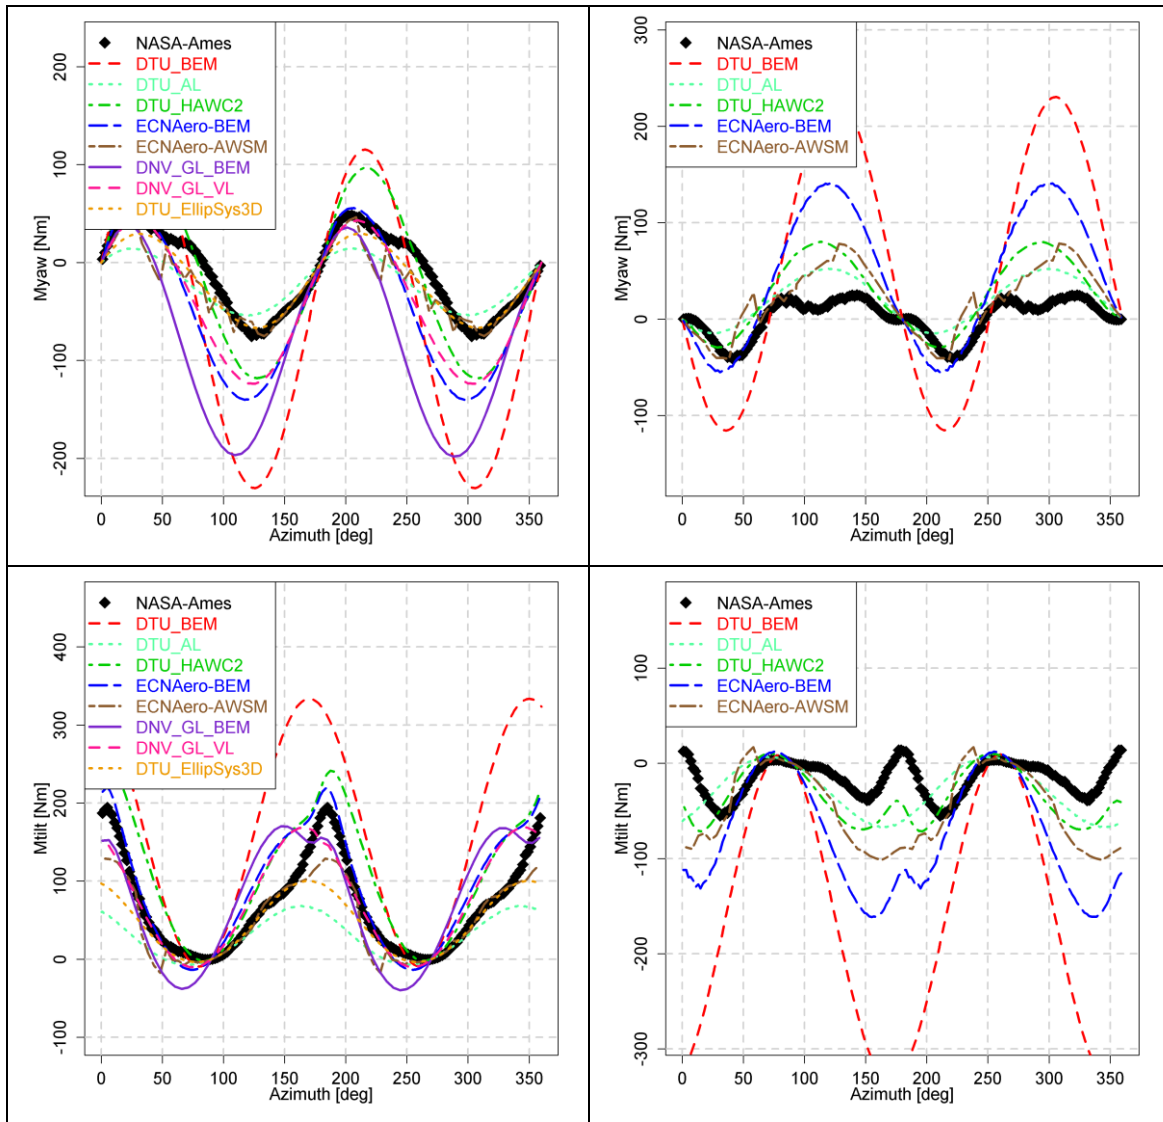 NASA-Ames
DTU_BEM
DTU_AL
DTU_HAWC2
ECNAero-BEM
ECNAero-AWSM
DNV_GL_BEM
DNV_GL_VL
DTU_EllipSys3D
Myaw [Nm]
200
100
0
-100
-200
0 50 100 150 200 250 300 350
Azimuth [deg]
NASA-Ames
DTU_BEM
DTU_AL
DTU_HAWC2
ECNAero-BEM
ECNAero-AWSM
Myaw [Nm]
300
200
100
0
-100
0 50 100 150 200 250 300 350
Azimuth [deg]
NASA-Ames
DTU_BEM
DTU_AL
DTU_HAWC2
ECNAero-BEM
ECNAero-AWSM
DNV_GL_BEM
DNV_GL_VL
DTU_EllipSys3D
Mtilt [Nm]
400
300
200
100
0
-100
0 50 100 150 200 250 300 350
Azimuth [deg]
NASA-Ames
DTU_BEM
DTU_AL
DTU_HAWC2
ECNAero-BEM
ECNAero-AWSM
Mtilt [Nm]
100
0
-100
-200
-300
0 50 100 150 200 250 300 350
Azimuth [deg]